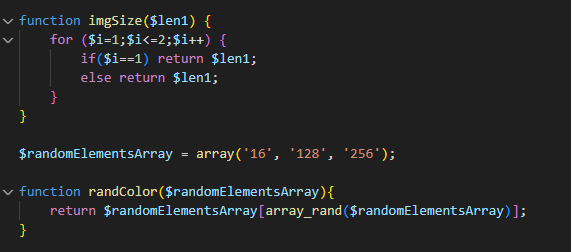 function imgSize($len1) {
    for ($i=1;$i<=2;$i++) {
        if($i==1) return $len1;
        else return $len1;
    }
}

$randomElementsArray = array('16', '128', '256');

function randColor($randomElementsArray){
    return $randomElementsArray[array_rand($randomElementsArray)];
}